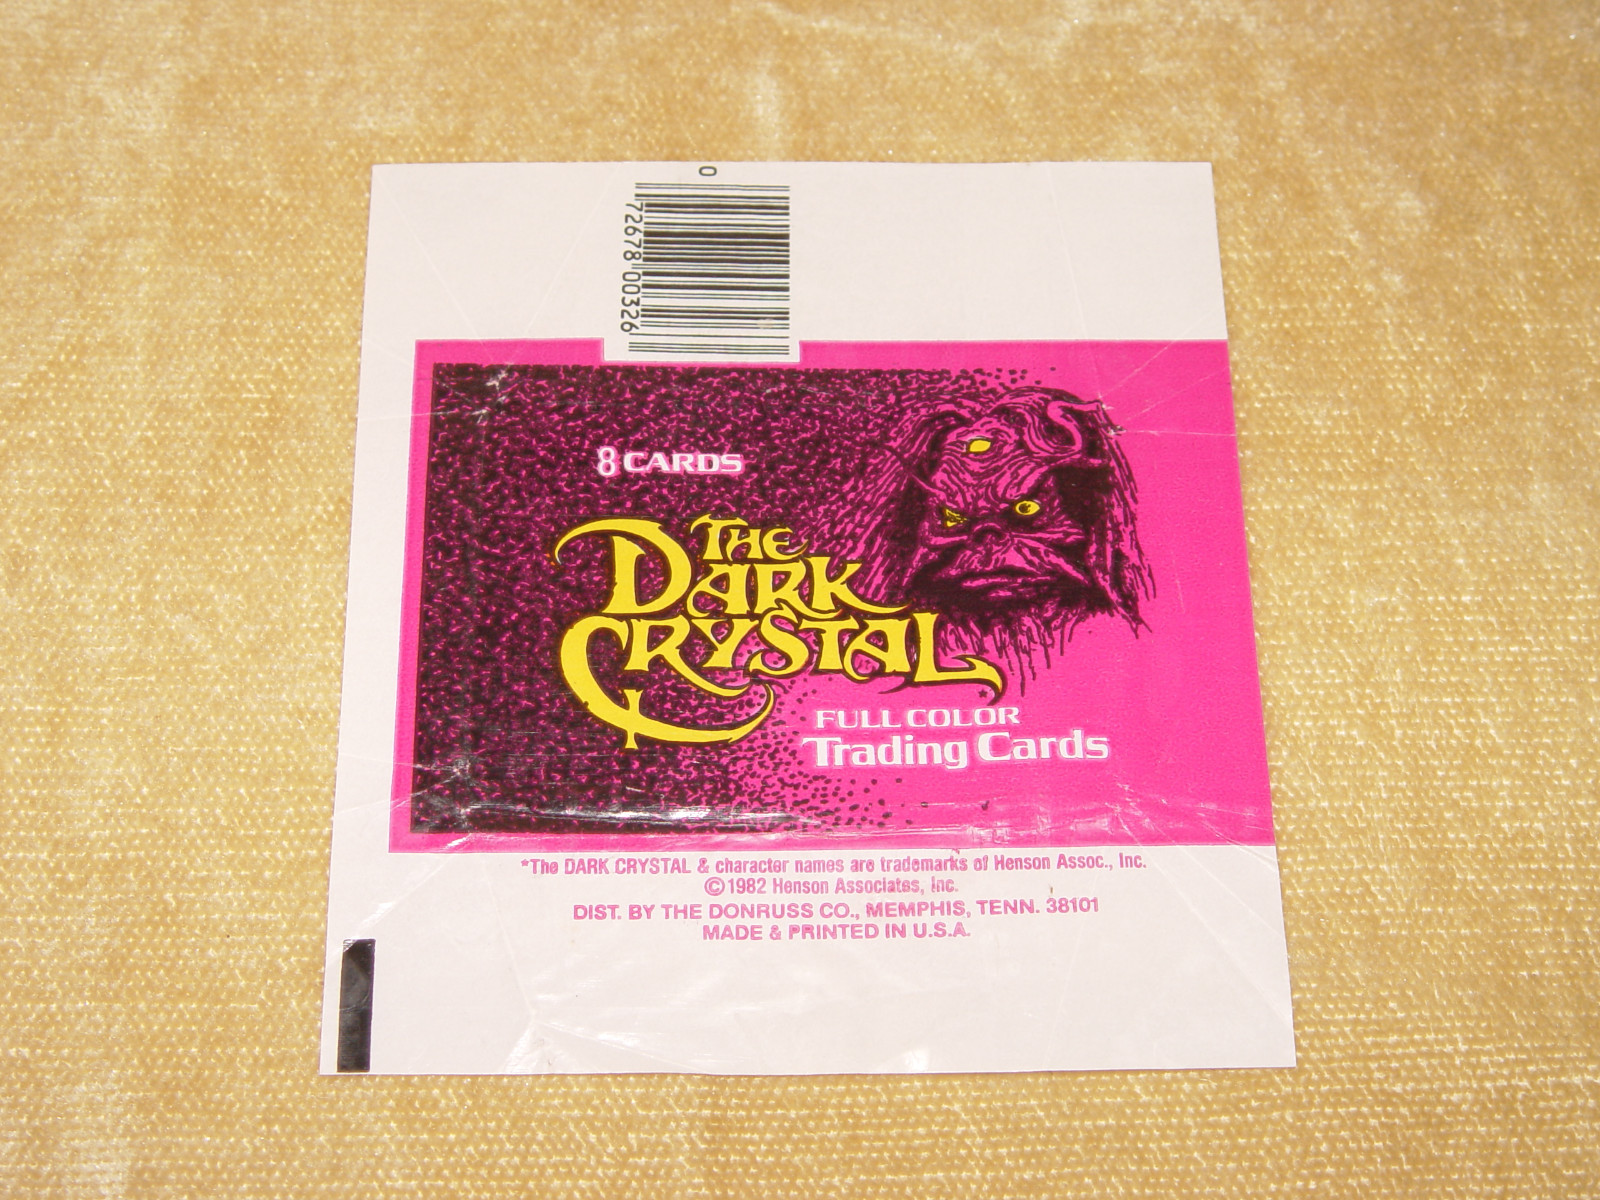 0
72678 00326
8 CARDS
THE
DARK
CRYSTAL*
FULL COLOR
Trading Cards
*The DARK CRYSTAL & character names are trademarks of Henson Assoc., Inc.
©1982 Henson Associates, Inc.
DIST. BY THE DONRUSS CO., MEMPHIS, TENN. 38101
MADE & PRINTED IN U.S.A.